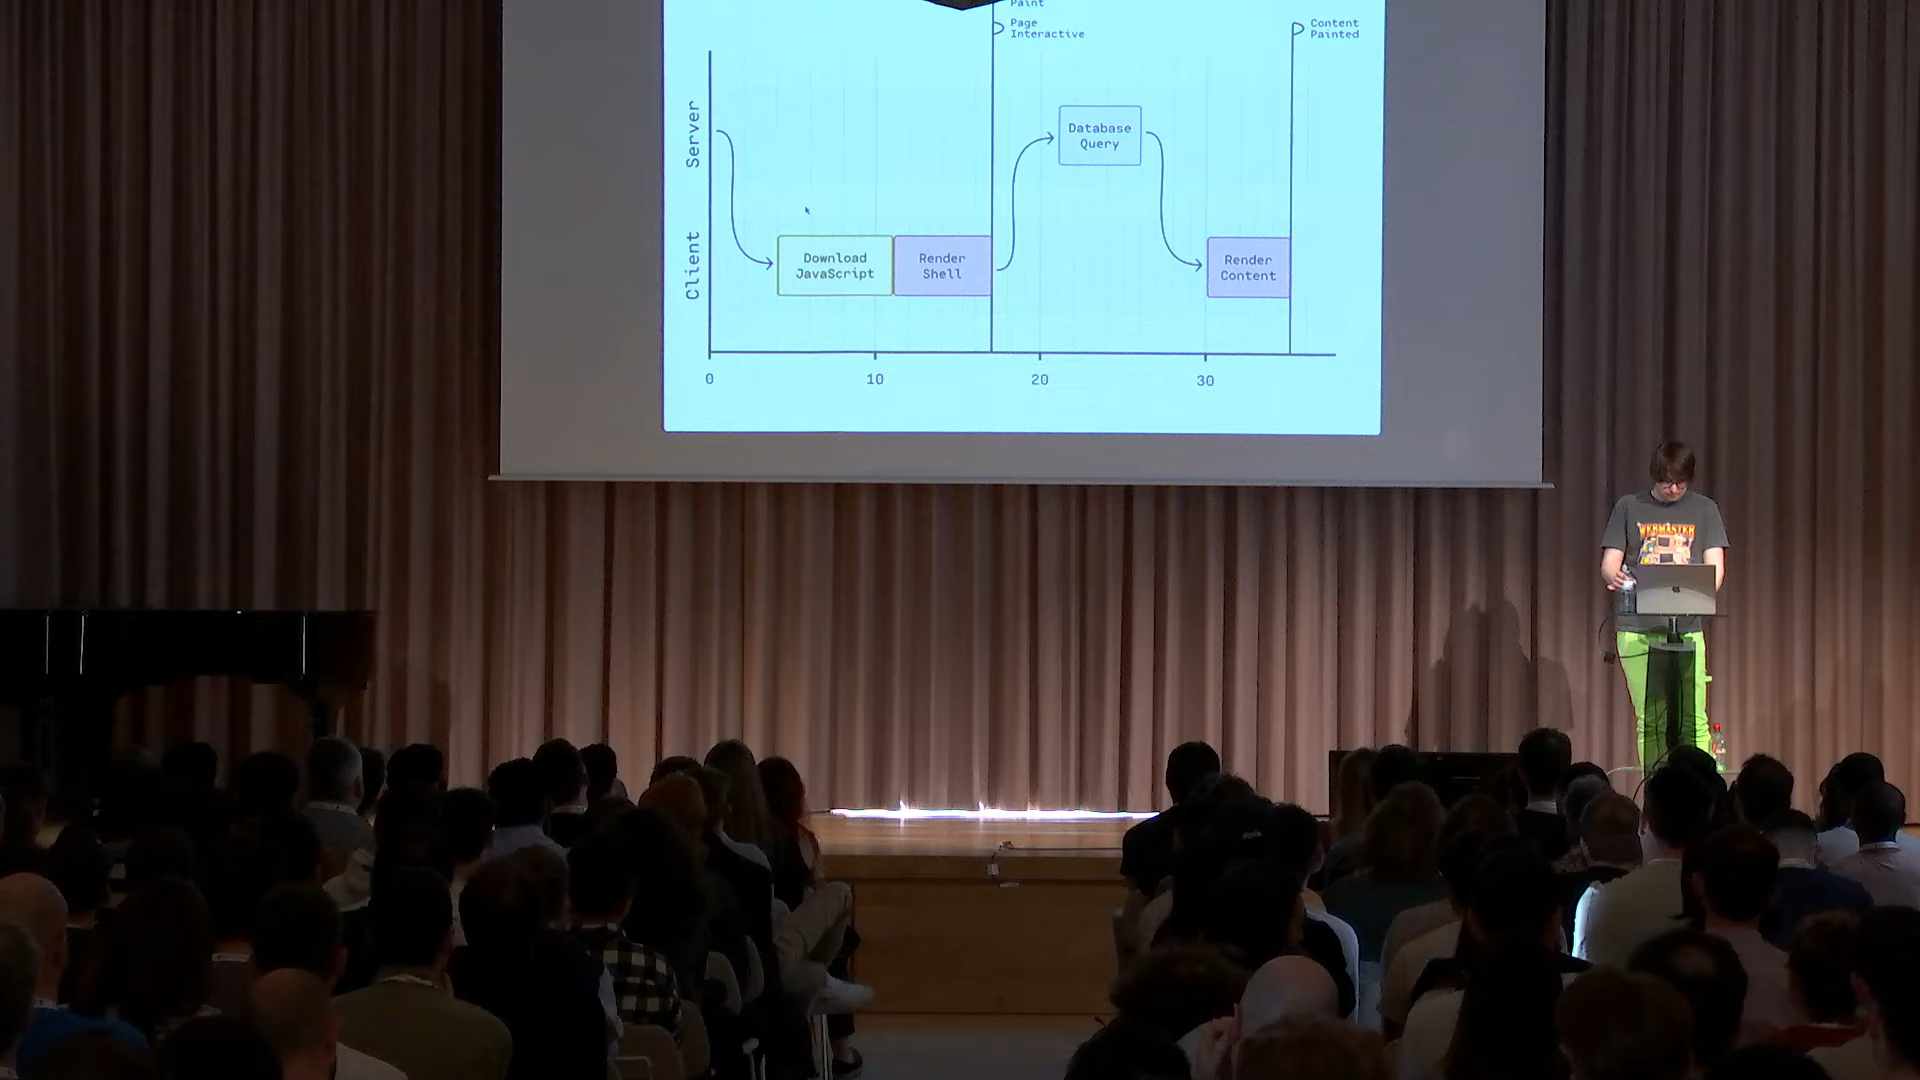 Paint
Page
Interactive
Content
Painted
Server
Database
Query
Client
Download
JavaScript
Render
Shell
Render
Content
0
10
20
30
WEBMASTER